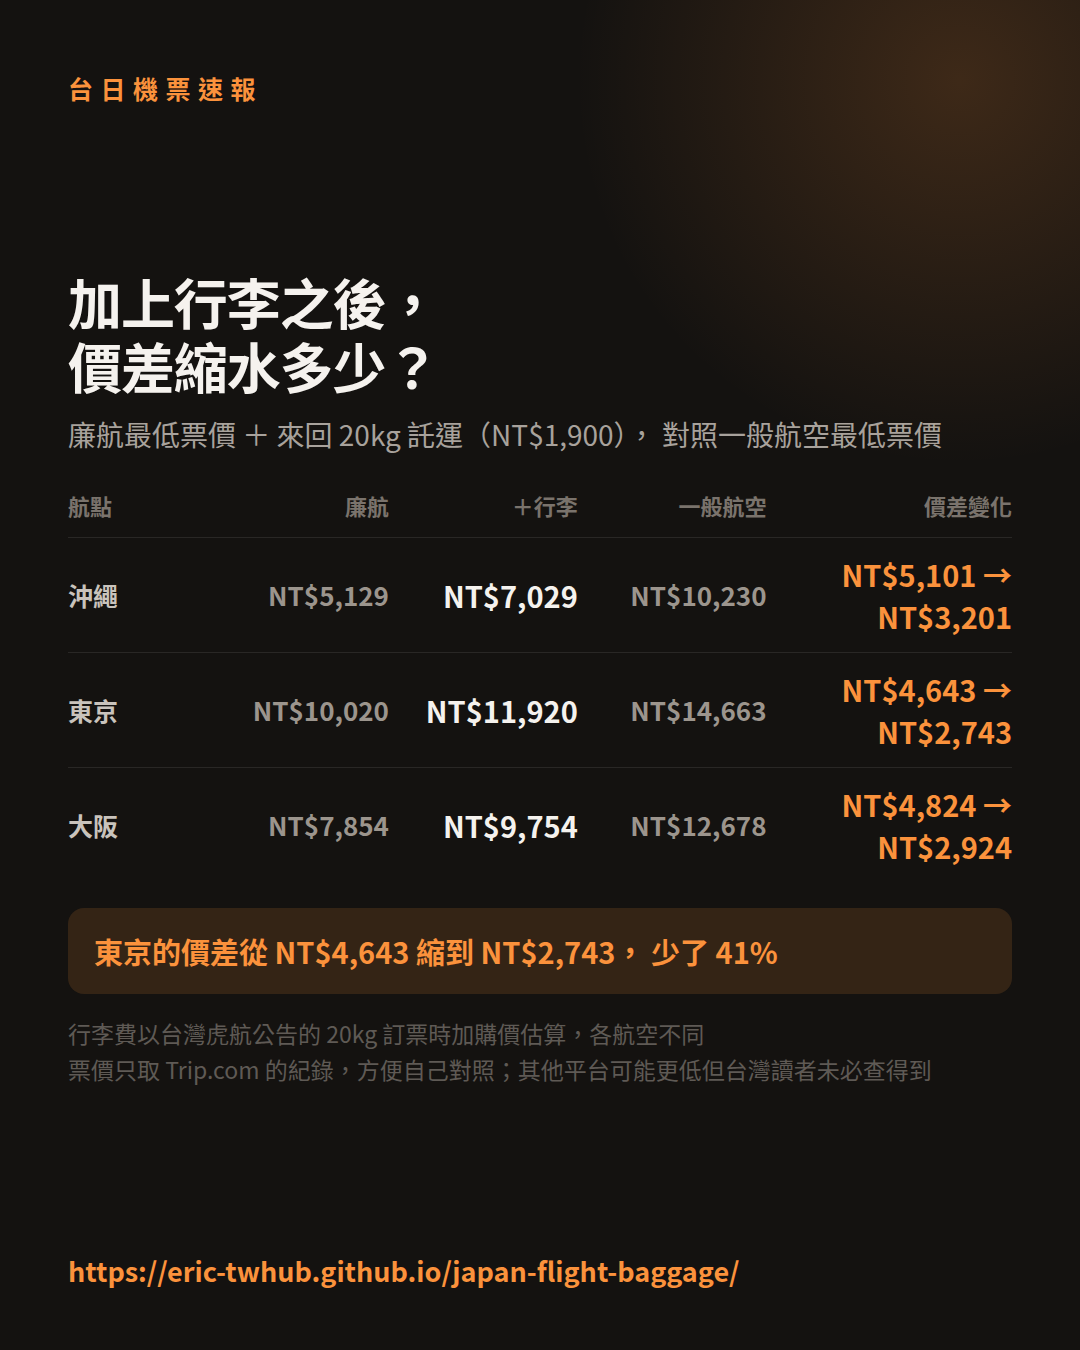 台日機票速報
加上行李之後，
價差縮水多少？
廉航最低票價 ＋ 來回 20kg 託運（NT$1,900）， 對照一般航空最低票價
航點 廉航 ＋行李 一般航空 價差變化
沖繩 NT$5,129 NT$7,029 NT$10,230 NT$5,101 →
NT$3,201
東京 NT$10,020 NT$11,920 NT$14,663 NT$4,643 →
NT$2,743
大阪 NT$7,854 NT$9,754 NT$12,678 NT$4,824 →
NT$2,924
東京的價差從 NT$4,643 縮到 NT$2,743， 少了 41%
行李費以台灣虎航公告的 20kg 訂票時加購價估算，各航空不同
票價只取 Trip.com 的紀錄，方便自己對照；其他平台可能更低但台灣讀者未必查得到
https://eric-twhub.github.io/japan-flight-baggage/